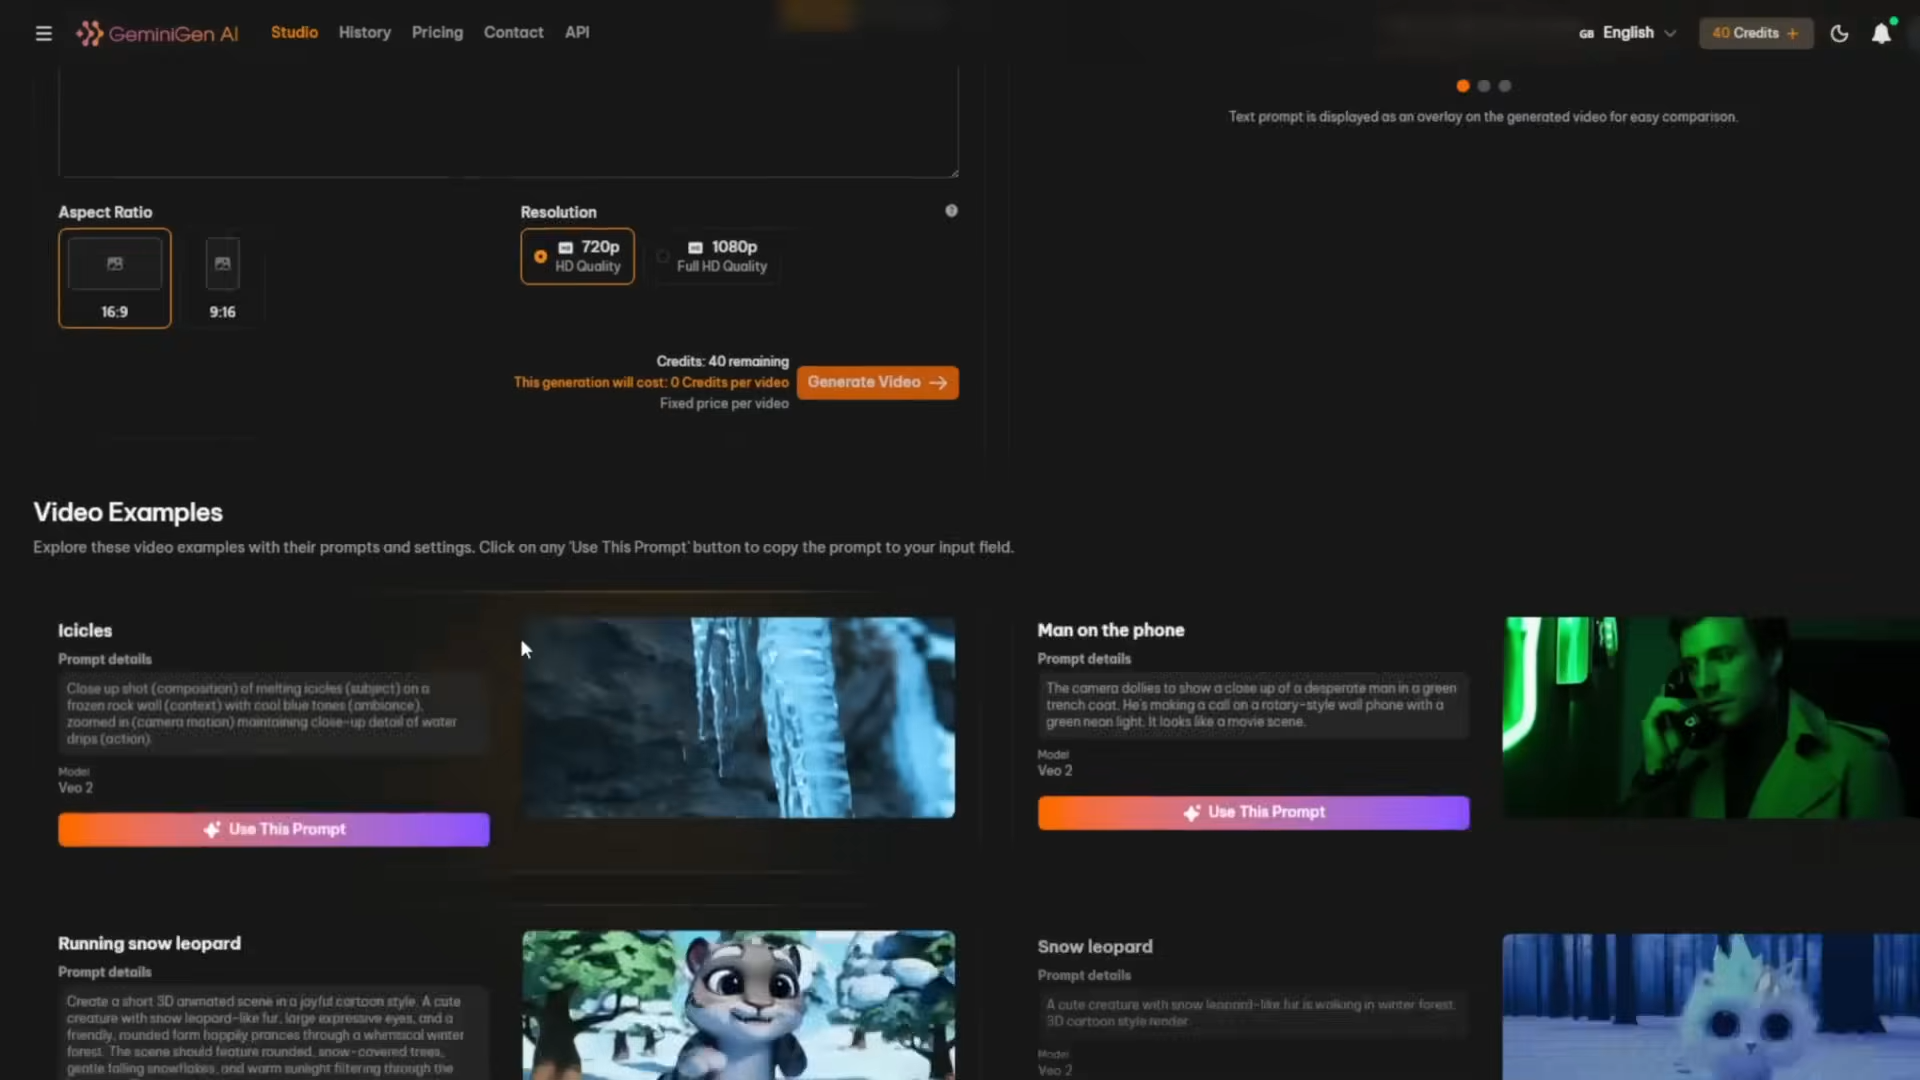 GeminiGen AI
Studio
History
Pricing
Contact
API
GB English
40 Credits +
Text prompt is displayed as an overlay on the generated video for easy comparison.
Aspect Ratio
16:9
9:16
Resolution
720p
HD Quality
1080p
Full HD Quality
Credits: 40 remaining
This generation will cost: 0 Credits per video
Fixed price per video
Generate Video
Video Examples
Explore these video examples with their prompts and settings. Click on any 'Use This Prompt' button to copy the prompt to your input field.
Icicles
Prompt details
Close up shot (composition) of melting icicles (subject) on a
frozen rock wall (context) with cool blue tones (ambiance),
zoomed in (camera motion) maintaining close-up detail of water
drips (action).
Model
Veo 2
Use This Prompt
Man on the phone
Prompt details
The camera dollies to show a close up of a desperate man in a green
trench coat. He's making a call on a rotary-style wall phone with a
green neon light. It looks like a movie scene.
Model
Veo 2
Use This Prompt
Running snow leopard
Prompt details
Create a short 3D animated scene in a joyful cartoon style. A cute
creature with snow leopard-like fur, large expressive eyes, and a
friendly, rounded form happily prances through a whimsical winter
forest. The scene should feature rounded, snow-covered trees,
gentle falling snowflakes, and warm sunlight filtering through the
Snow leopard
Prompt details
A cute creature with snow leopard-like fur is walking in winter forest,
3D cartoon style render.
Model
Veo 2